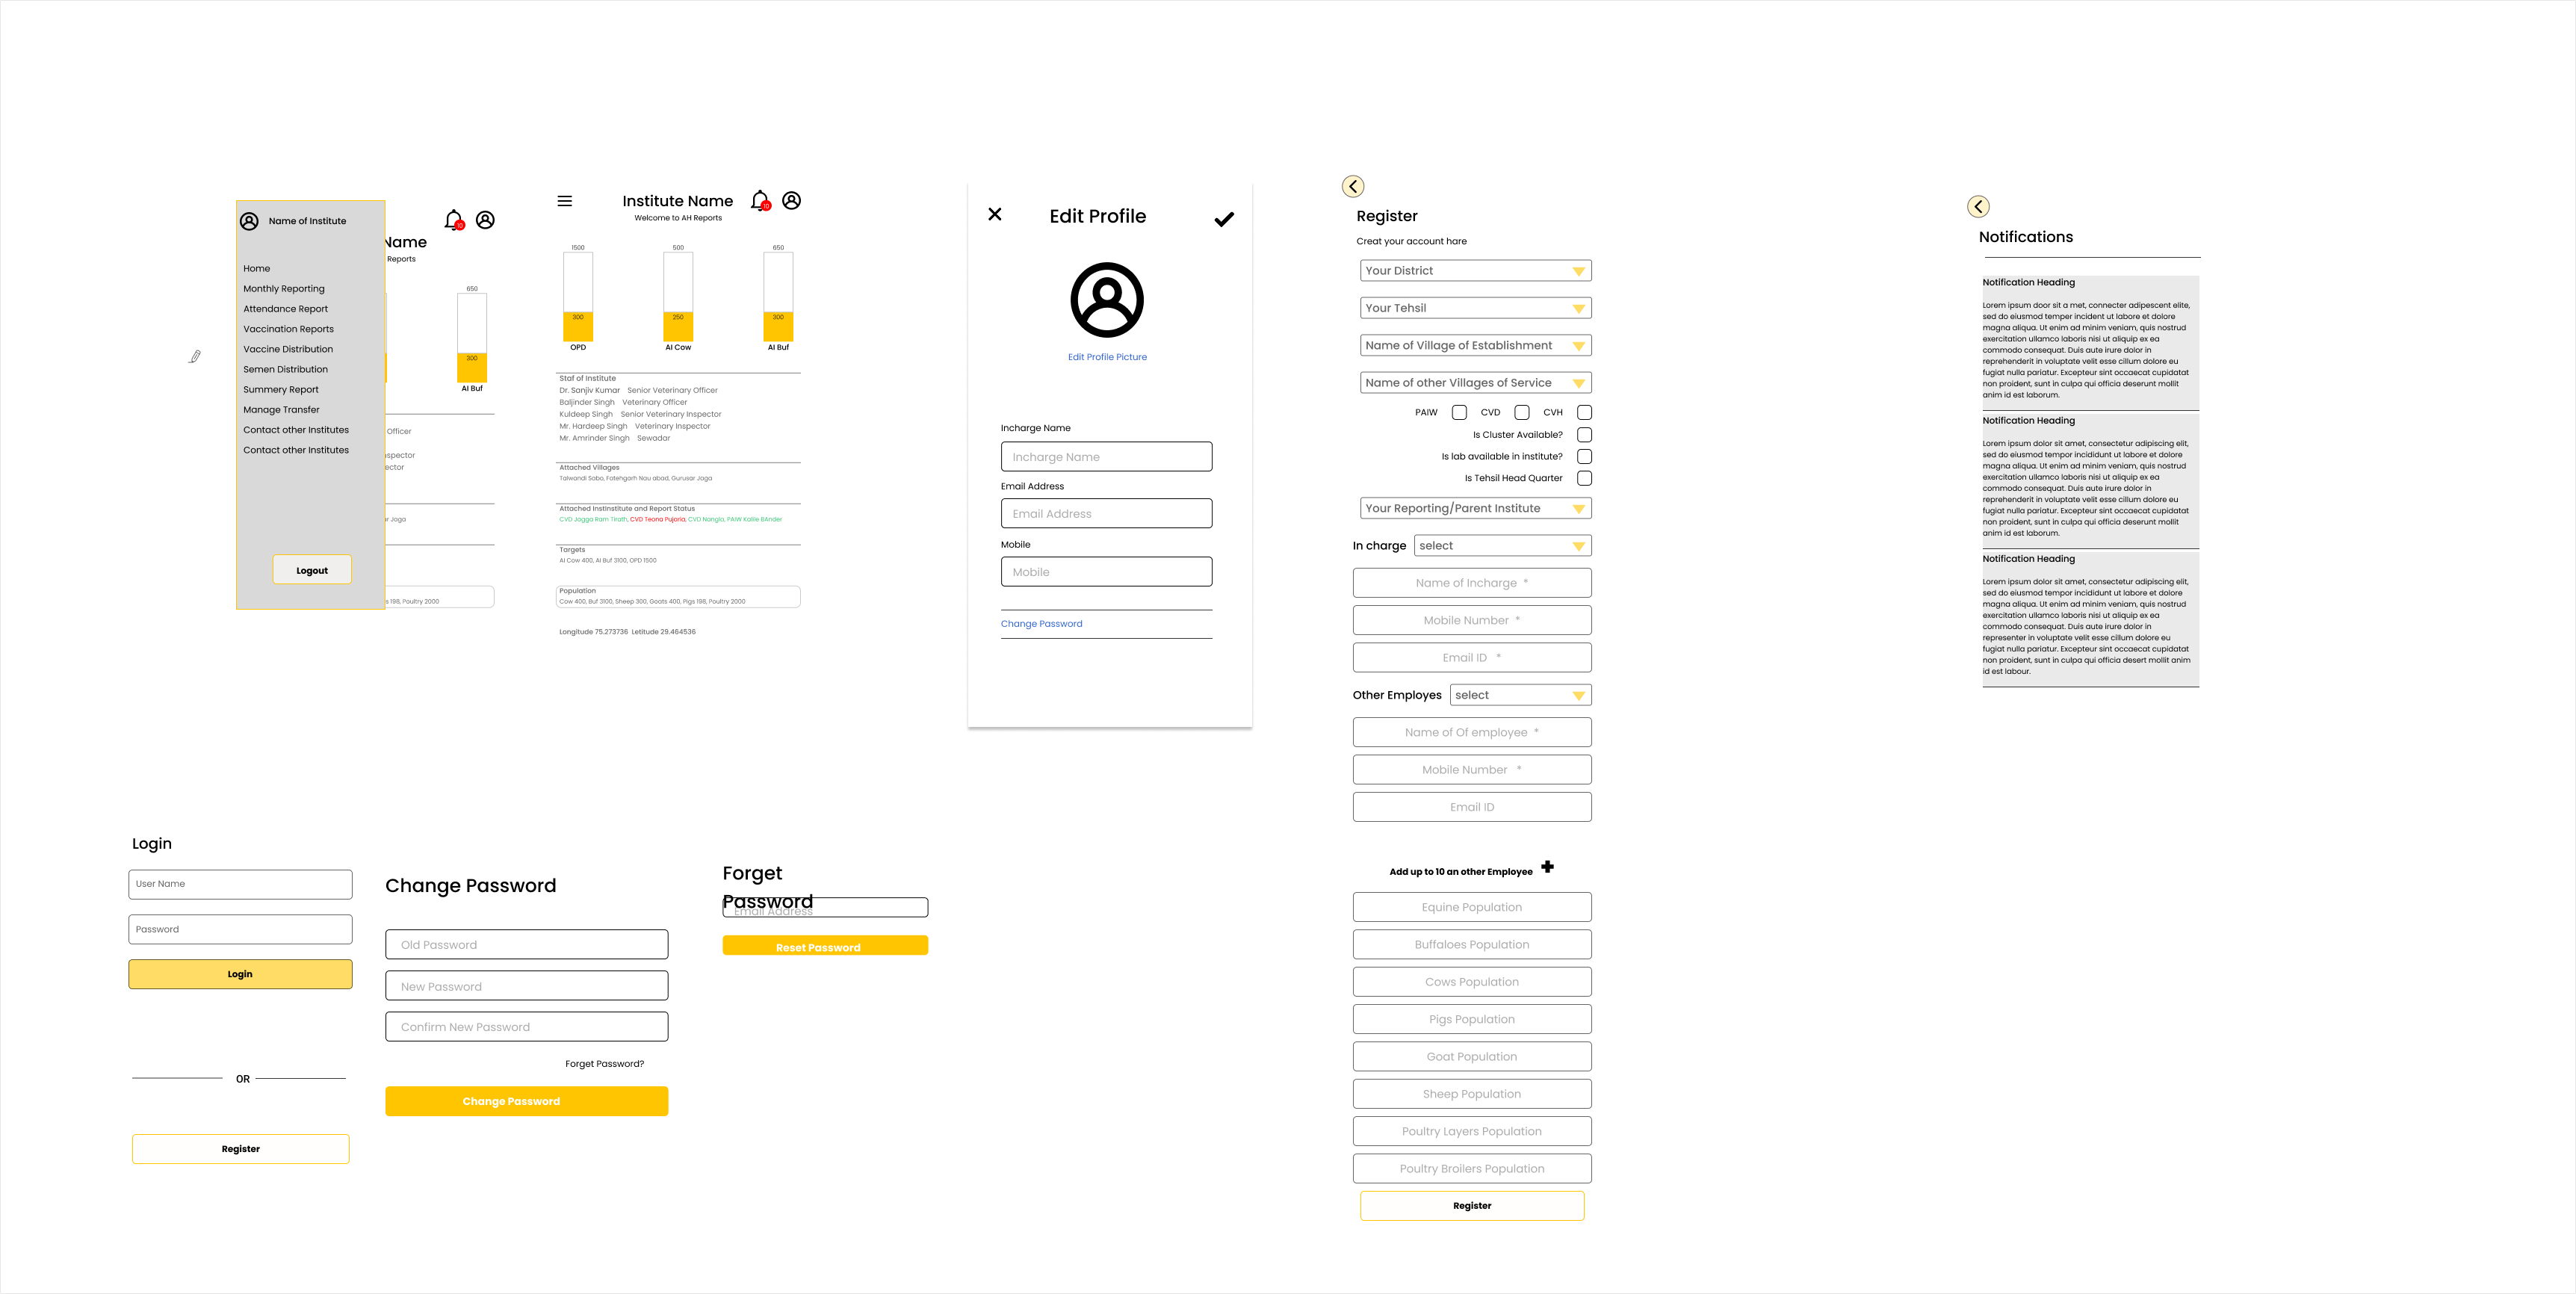 Name of Institute
Home
Monthly Reporting
Attendance Report
Vaccination Reports
Vaccine Distribution
Semen Distribution
Summery Report
Manage Transfer
Contact other Institutes
Contact other Institutes
Logout
10
Name
Reports
650
300
AI Buf
Officer
spector
ector
r Jaga
s 198, Poultry 2000
Institute Name
10
Welcome to AH Reports
1500
500
650
300
250
300
OPD
AI Cow
AI Buf
Staf of Institute
Dr. Sanjiv Kumar Senior Veterinary Officer
Baljinder Singh Veterinary Officer
Kuldeep Singh Senior Veterinary Inspector
Mr. Hardeep Singh Veterinary Inspector
Mr. Amrinder Singh Sewadar
Attached Villages
Talwandi Sabo, Fatehgarh Nau abad, Gurusar Jaga
Attached Instinstitute and Report Status
CVD Jagga Ram Tirath, CVD Teona Pujaria, CVD Nangla, PAIW Kallie BAnder
Targets
AI Cow 400, AI Buf 3100, OPD 1500
Population
Cow 400, Buf 3100, Sheep 300, Goats 400, Pigs 198, Poultry 2000
Longitude 75.273736 Letitude 29.464536
Edit Profile
Edit Profile Picture
Incharge Name
Incharge Name
Email Address
Email Address
Mobile
Mobile
Change Password
Register
Creat your account hare
Your District
Your Tehsil
Name of Village of Establishment
Name of other Villages of Service
PAIW CVD CVH
Is Cluster Available?
Is lab available in institute?
Is Tehsil Head Quarter
Your Reporting/Parent Institute
In charge select
Name of Incharge *
Mobile Number *
Email ID *
Other Employes select
Name of Of employee *
Mobile Number *
Email ID
Add up to 10 an other Employee
Equine Population
Buffaloes Population
Cows Population
Pigs Population
Goat Population
Sheep Population
Poultry Layers Population
Poultry Broilers Population
Register
Notifications
Notification Heading
Lorem ipsum door sit a met, connecter adipescent elite,
sed do eiusmod temper incident ut labore et dolore
magna aliqua. Ut enim ad minim veniam, quis nostrud
exercitation ullamco laboris nisi ut aliquip ex ea
commodo consequat. Duis aute irure dolor in
reprehenderit in voluptate velit esse cillum dolore eu
fugiat nulla pariatur. Excepteur sint occaecat cupidatat
non proident, sunt in culpa qui officia deserunt mollit
anim id est laborum.
Notification Heading
Lorem ipsum dolor sit amet, consectetur adipiscing elit,
sed do eiusmod tempor incididunt ut labore et dolore
magna aliqua. Ut enim ad minim veniam, quis nostrud
exercitation ullamco laboris nisi ut aliquip ex ea
commodo consequat. Duis aute irure dolor in
reprehenderit in voluptate velit esse cillum dolore eu
fugiat nulla pariatur. Excepteur sint occaecat cupidatat
non proident, sunt in culpa qui officia deserunt mollit
anim id est laborum.
Notification Heading
Lorem ipsum dolor sit amet, consectetur adipiscing elit,
sed do eiusmod tempor incididunt ut labore et dolore
magna aliqua. Ut enim ad minim veniam, quis nostrud
exercitation ullamco laboris nisi ut aliquip ex ea
commodo consequat. Duis aute irure dolor in
representer in voluptate velit esse cillum dolore eu
fugiat nulla pariatur. Excepteur sint occaecat cupidatat
non proident, sunt in culpa qui officia desert mollit anim
id est labour.
Login
User Name
Password
Login
OR
Register
Change Password
Old Password
New Password
Confirm New Password
Forget Password?
Change Password
Forget
Password
Email Address
Reset Password